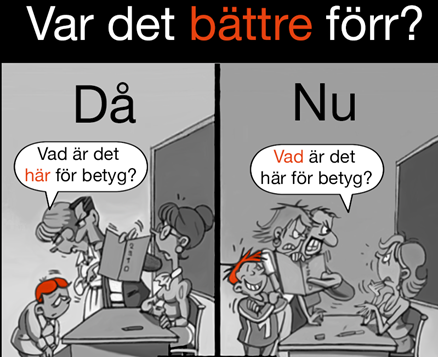 Var det bättre förr?
Då
Vad är det
här för betyg?
Nu
Vad är det
här för betyg?